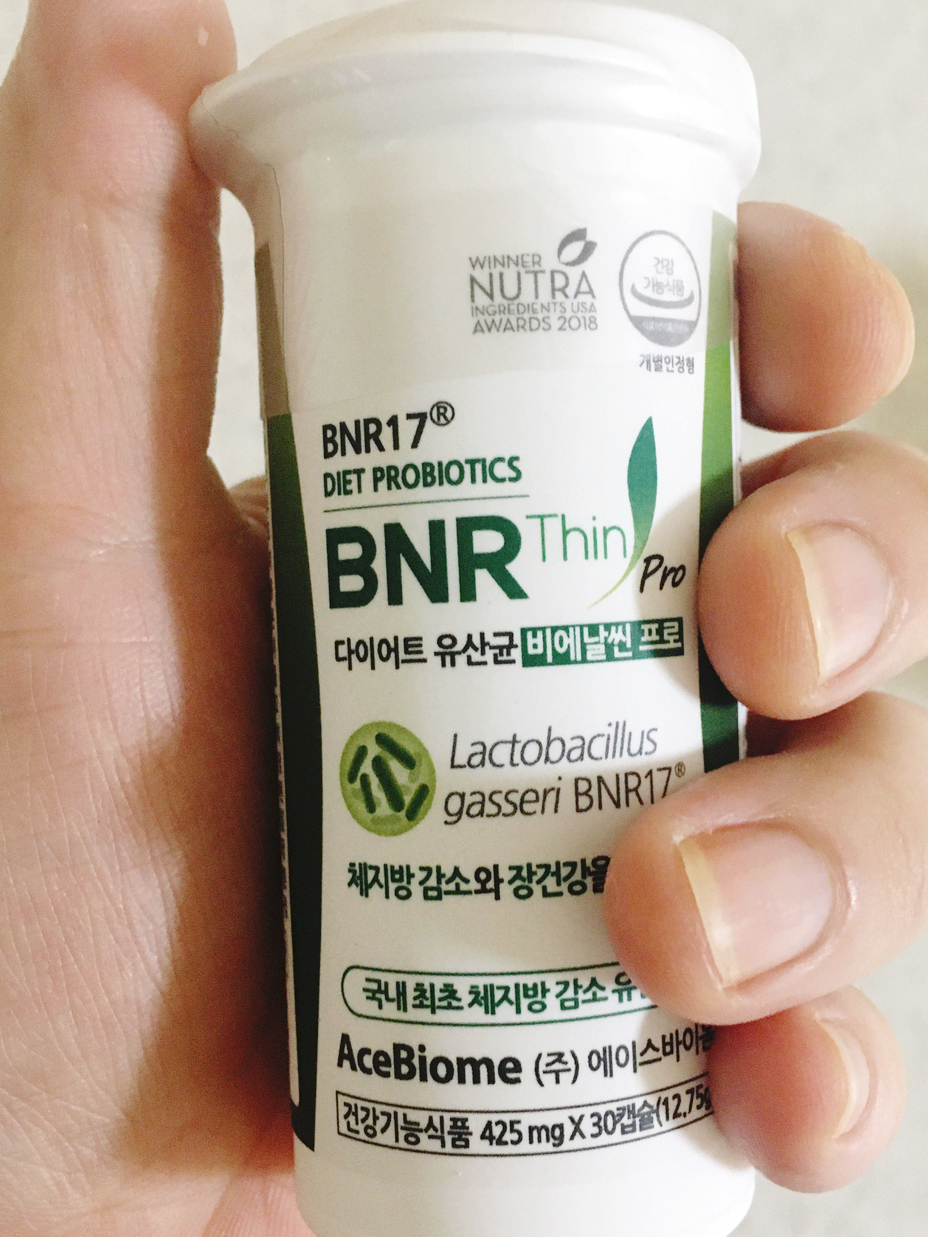 WINNER
NUTRA
INGREDIENTS USA
AWARDS 2018
건강
기능식품
개별인정형
BNR17®
DIET PROBIOTICS
BNR Thin
Pro
다이어트 유산균 비에날씬 프로
Lactobacillus
gasseri BNR17®
체지방 감소와 장건강을
국내 최초 체지방 감소
AceBiome (주) 에이스바이옴
건강기능식품 425 mg X 30캡슐(12.75g